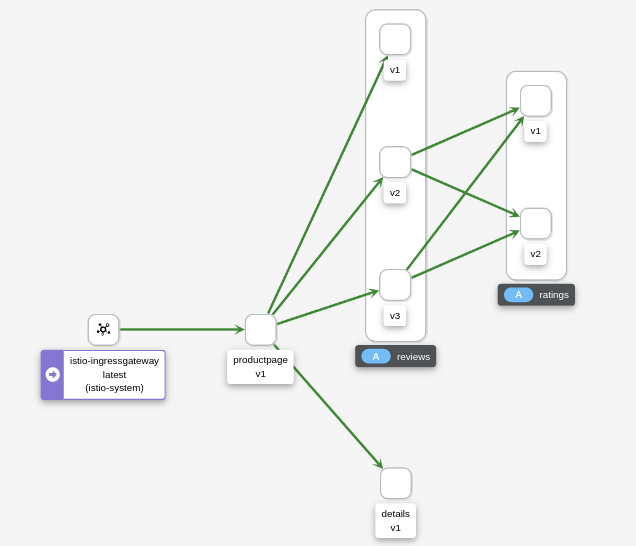 v1
v2
v3
A reviews
v1
v2
A ratings
istio-ingressgateway
latest
(istio-system)
productpage
v1
details
v1